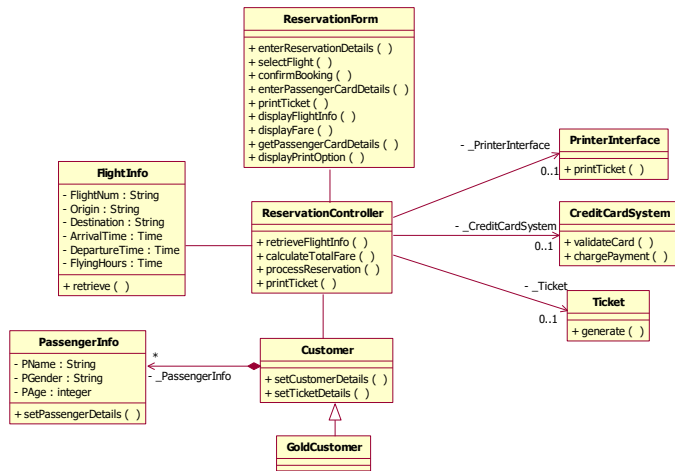 ReservationForm
+ enterReservationDetails ( )
+ selectFlight ( )
+ confirmBooking ( )
+ enterPassengerCardDetails ( )
+ printTicket ( )
+ displayFlightInfo ( )
+ displayFare ( )
+ getPassengerCardDetails ( )
+ displayPrintOption ( )
- _PrinterInterface
0..1
PrinterInterface
+ printTicket ( )
FlightInfo
- FlightNum : String
- Origin : String
- Destination : String
- ArrivalTime : Time
- DepartureTime : Time
- FlyingHours : Time
+ retrieve ( )
ReservationController
+ retrieveFlightInfo ( )
+ calculateTotalFare ( )
+ processReservation ( )
+ printTicket ( )
- _CreditCardSystem
0..1
CreditCardSystem
+ validateCard ( )
+ chargePayment ( )
- _Ticket
0..1
Ticket
+ generate ( )
PassengerInfo
- PName : String
- PGender : String
- PAge : integer
+ setPassengerDetails ( )
*
- _PassengerInfo
Customer
+ setCustomerDetails ( )
+ setTicketDetails ( )
GoldCustomer